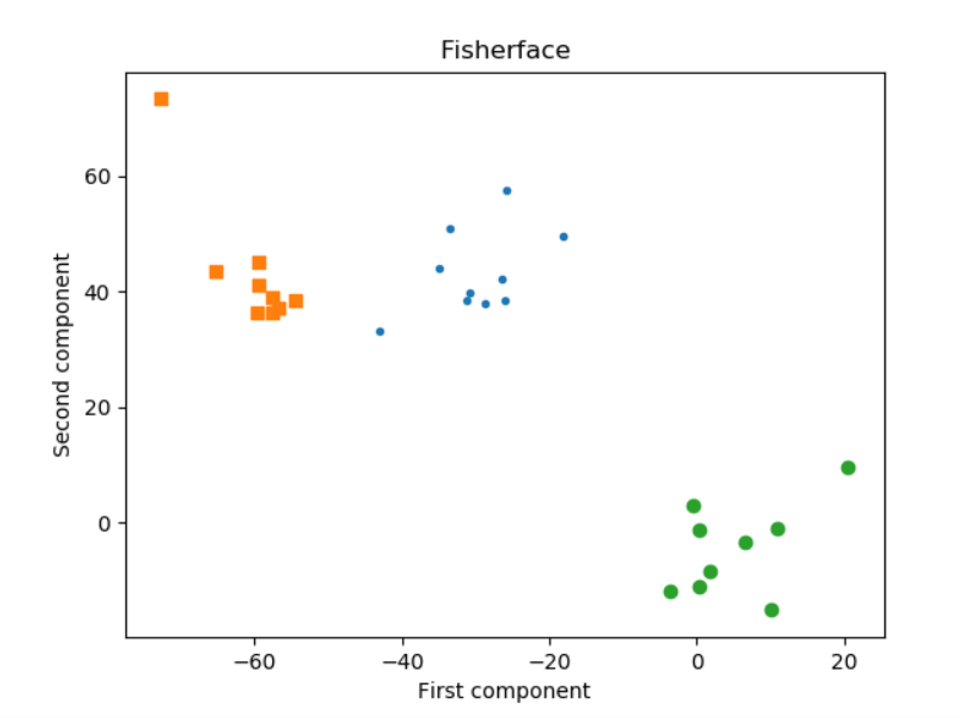 Fisherface
Second component
60
40
20
0
−60 −40 −20 0 20
First component